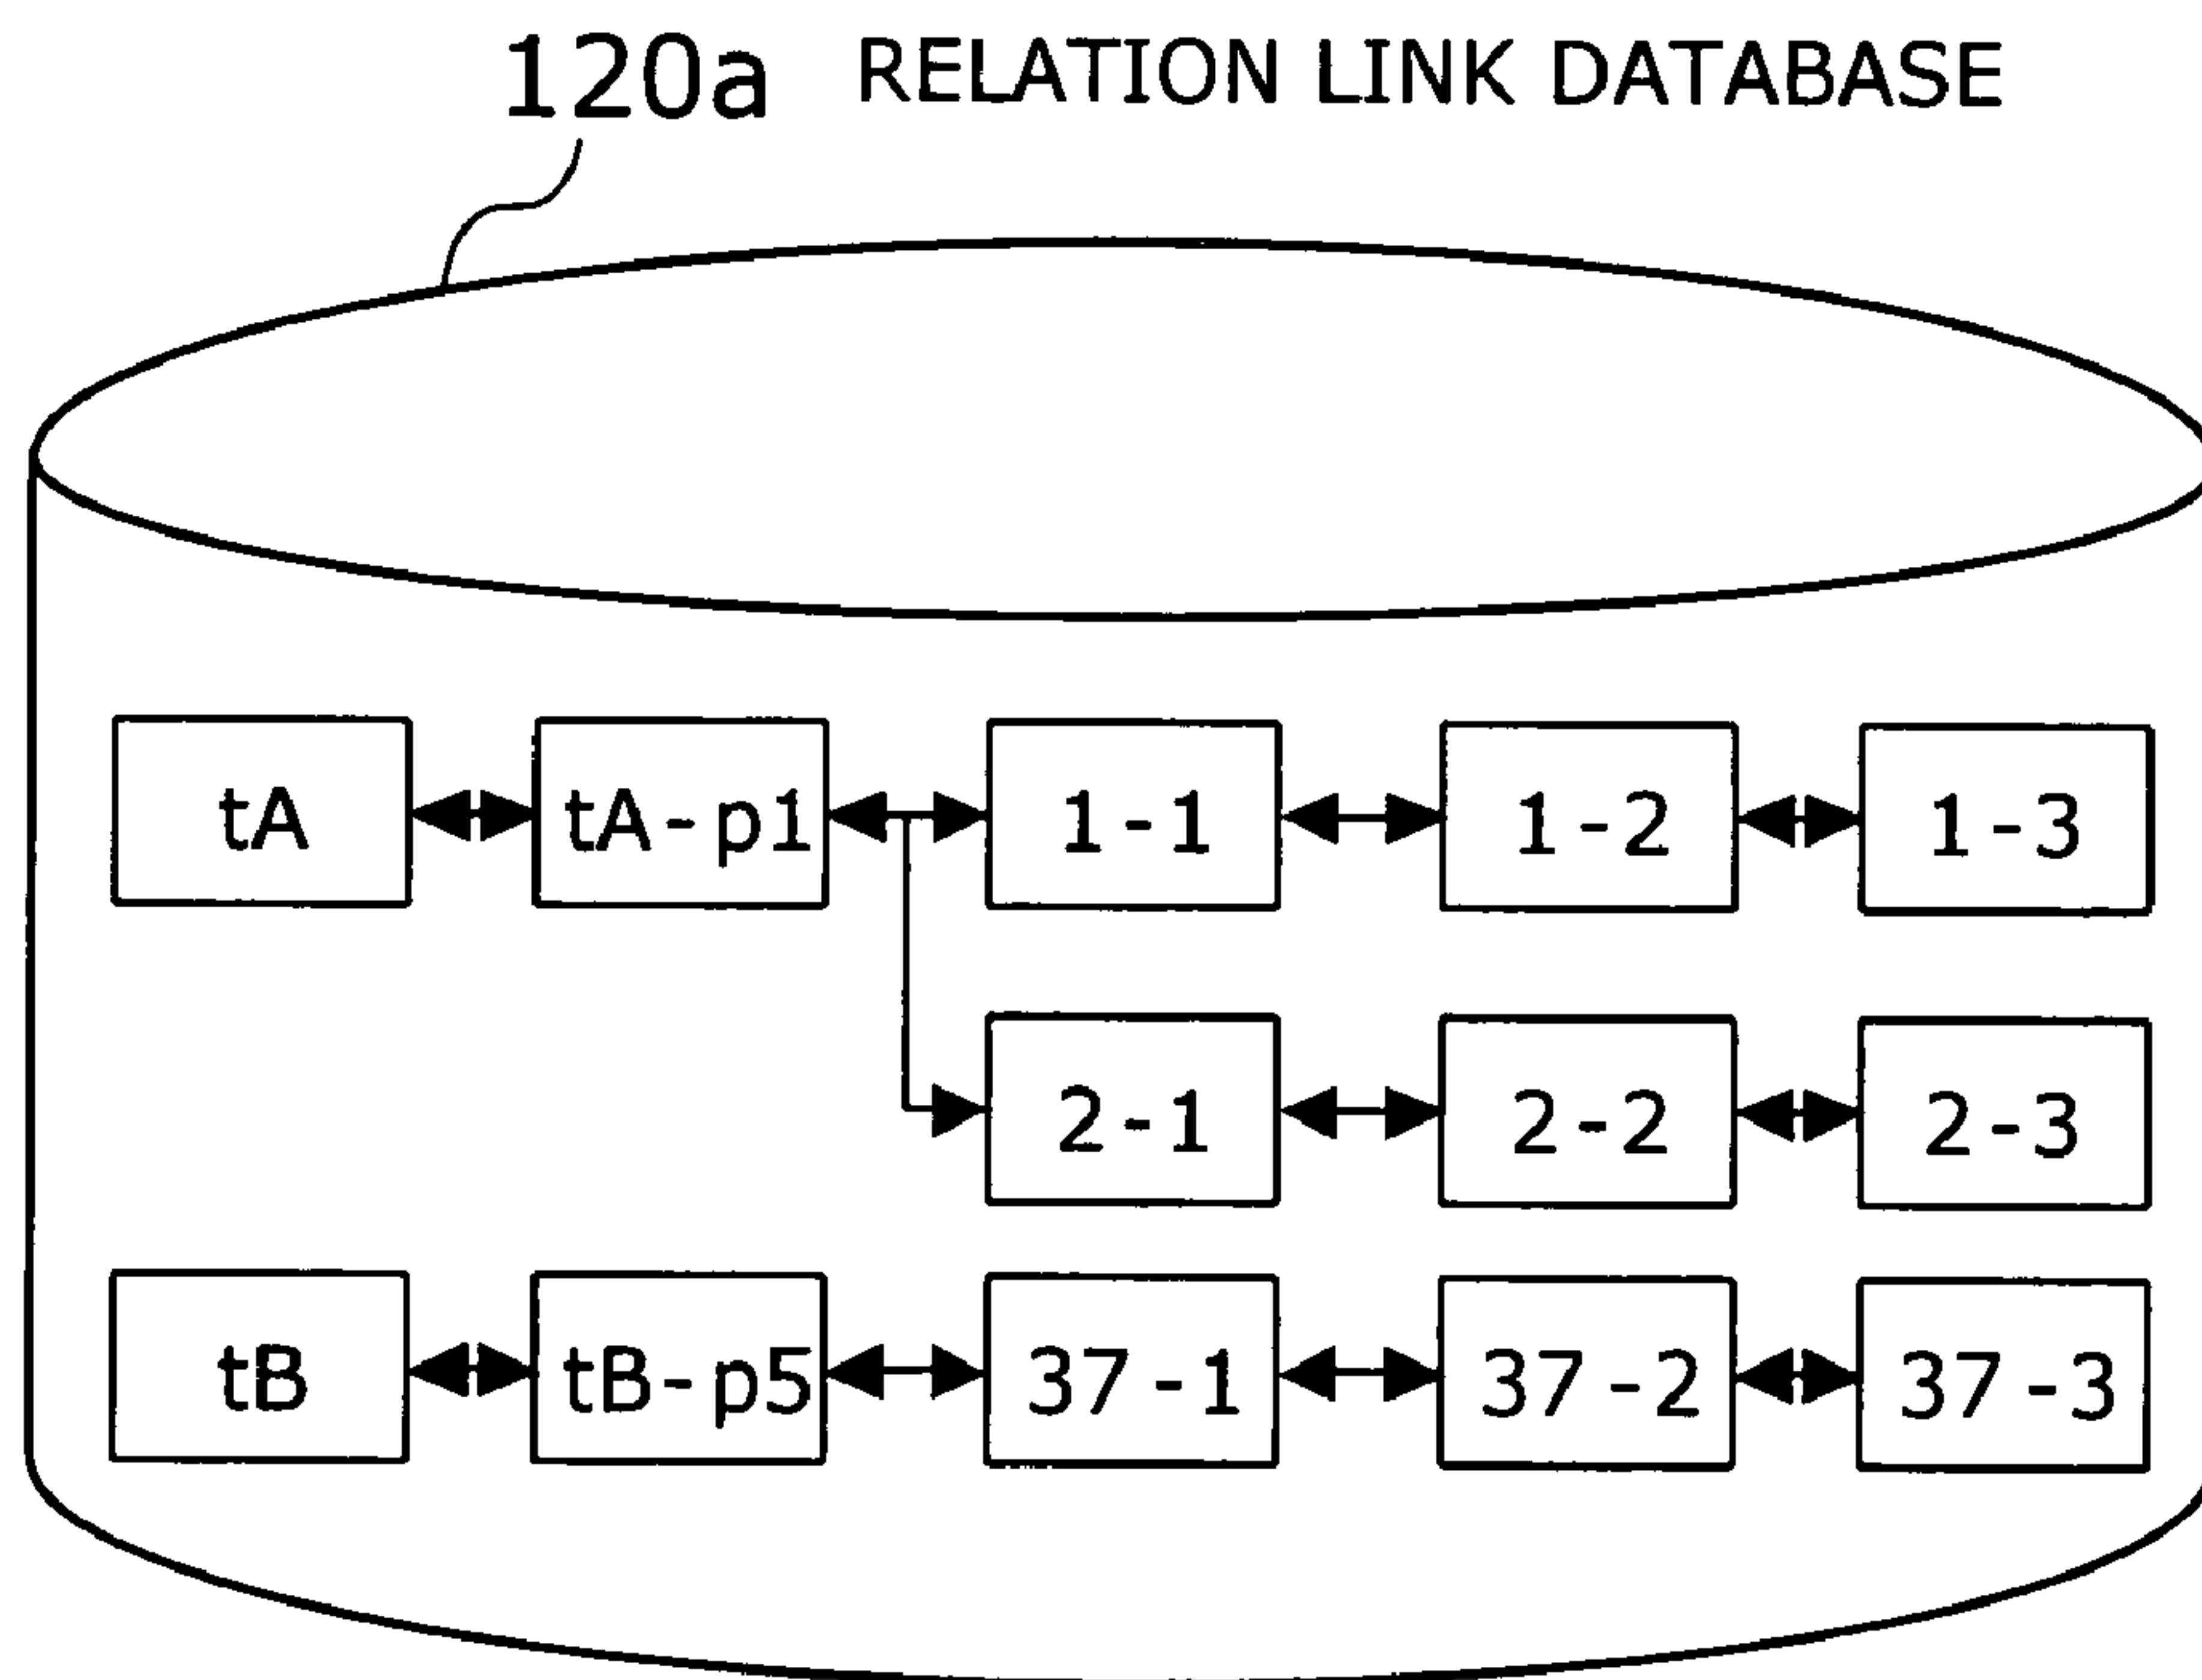 120a RELATION LINK DATABASE
tA tA-p1 1-1 1-2 1-3
2-1 2-2 2-3
tB tB-p5 37-1 37-2 37-3